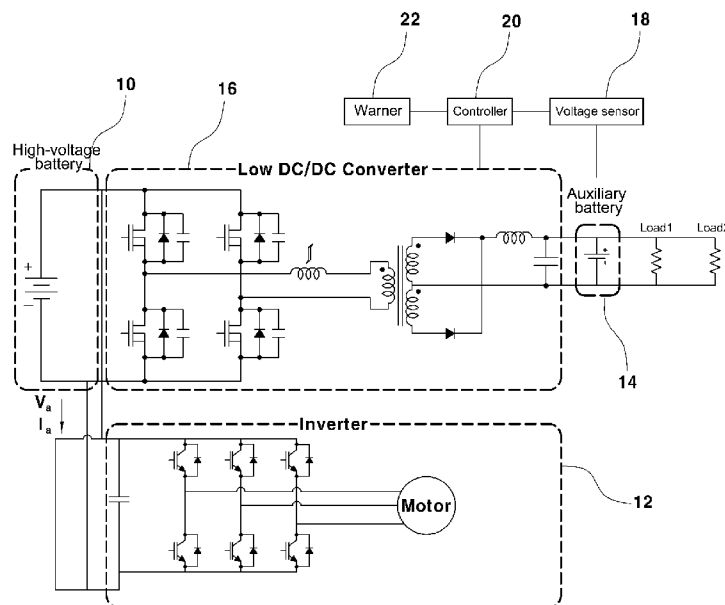 22
20
18
10
16
Warner
Controller
Voltage sensor
High-voltage
battery
Low DC/DC Converter
Auxiliary
battery
Load1
Load2
+
−
14
Va
Ia
Inverter
Motor
12